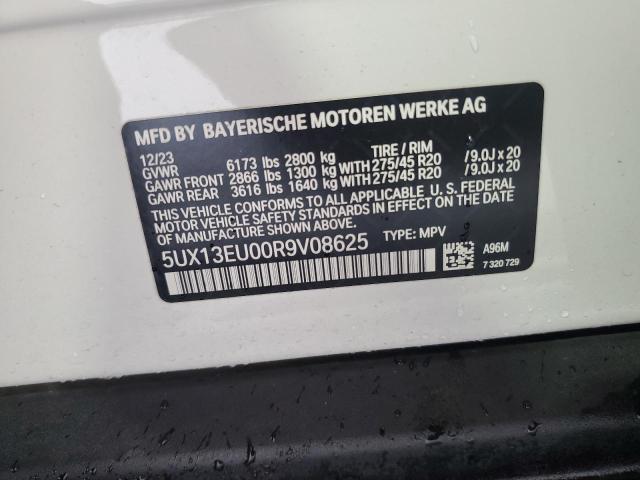 MFD BY BAYERISCHE MOTOREN WERKE AG
12/23 TIRE / RIM
GVWR 6173 lbs 2800 kg
GAWR FRONT 2866 lbs 1300 kg WITH 275/45 R20 /9.0J x 20
GAWR REAR 3616 lbs 1640 kg WITH 275/45 R20 /9.0J x 20
THIS VEHICLE CONFORMS TO ALL APPLICABLE U.S. FEDERAL
MOTOR VEHICLE SAFETY STANDARDS IN EFFECT ON THE
DATE OF MANUFACTURE SHOWN ABOVE.
5UX13EU00R9V08625 TYPE: MPV
A96M
7 320 729